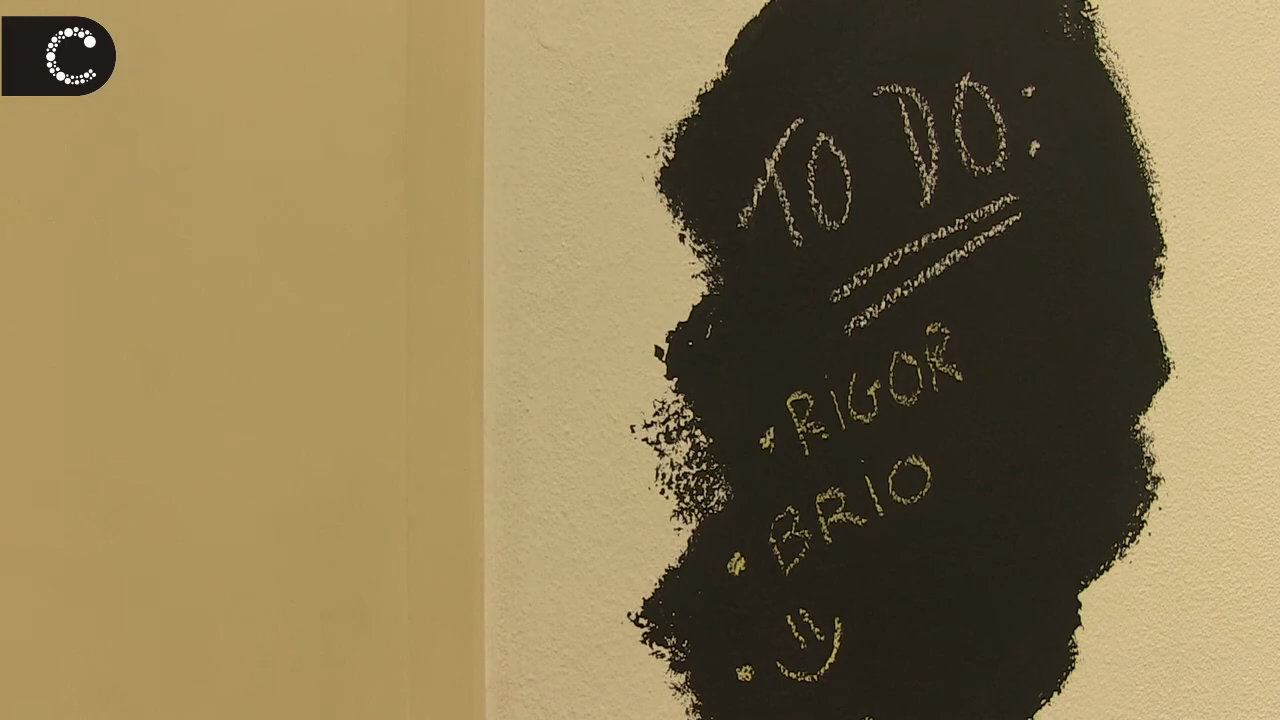 TO DO:
• RIGOR
• BRIO
• =)